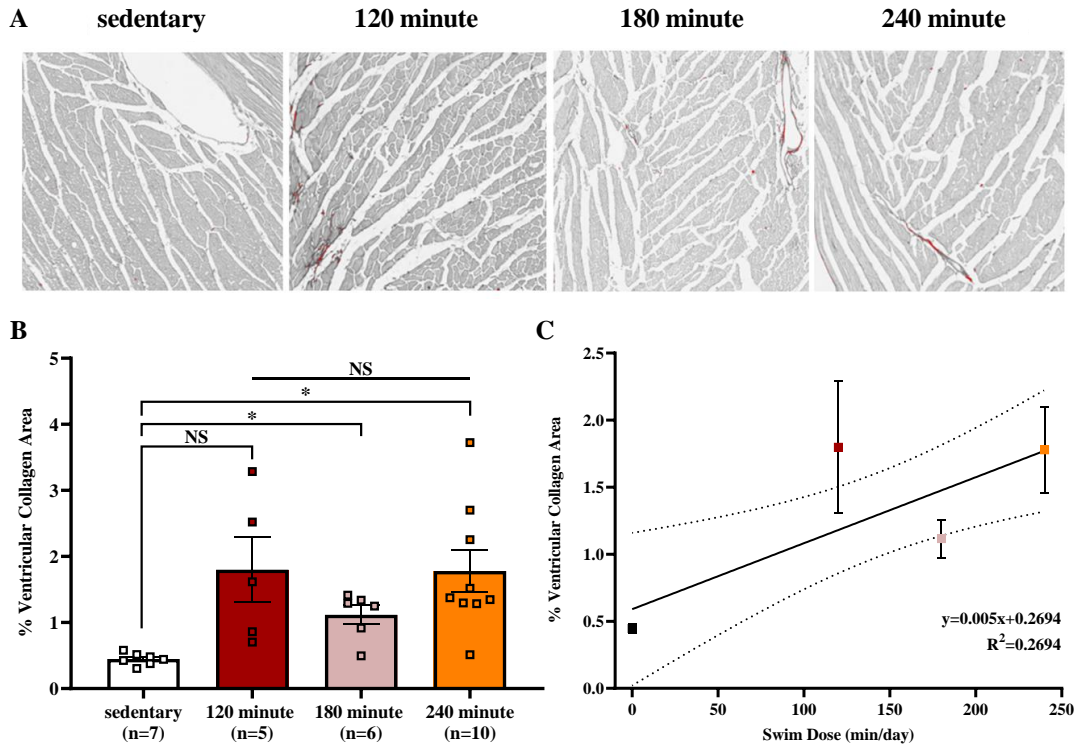 A
sedentary
120 minute
180 minute
240 minute
B
% Ventricular Collagen Area
5
4
3
2
1
0
NS
*
*
NS
sedentary
(n=7)
120 minute
(n=5)
180 minute
(n=6)
240 minute
(n=10)
C
% Ventricular Collagen Area
2.5
2.0
1.5
1.0
0.5
0.0
y=0.005x+0.2694
R²=0.2694
0
50
100
150
200
250
Swim Dose (min/day)